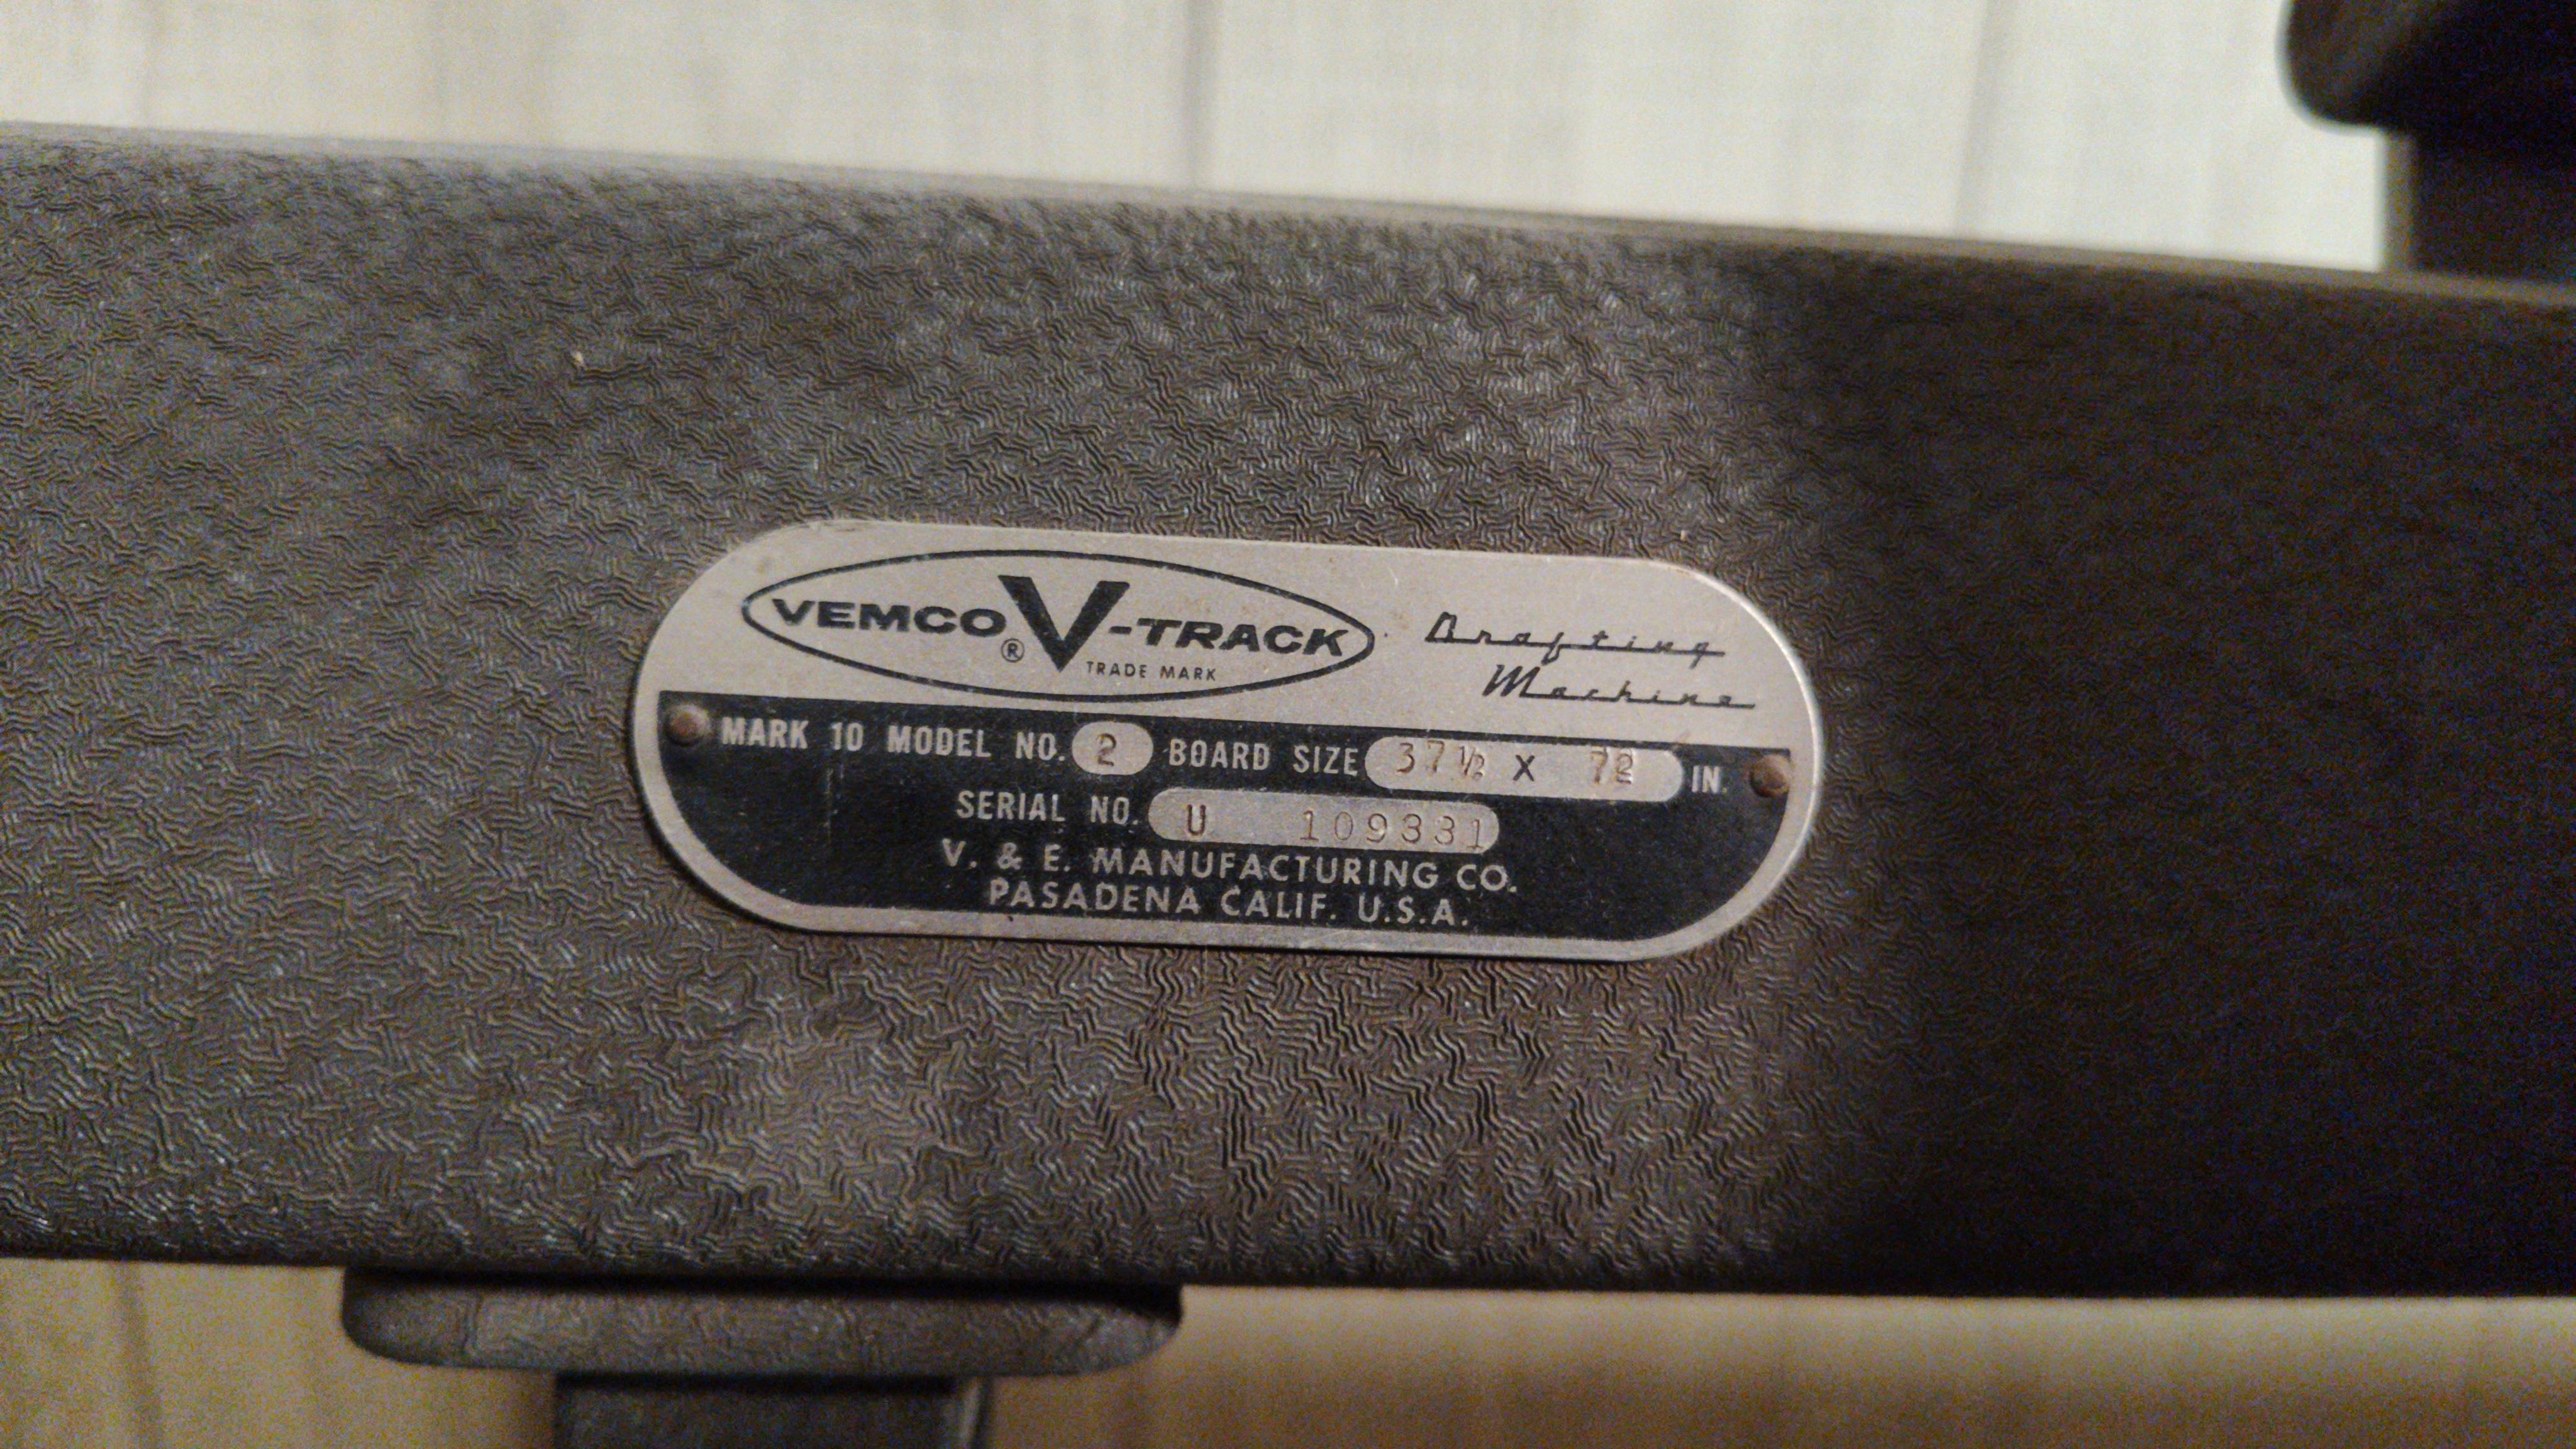 VEMCO V-TRACK
® TRADE MARK
Drafting
Machine
MARK 10 MODEL NO. 2 BOARD SIZE 37½ X 72 IN.
SERIAL NO. U 109331
V. & E. MANUFACTURING CO.
PASADENA CALIF. U.S.A.